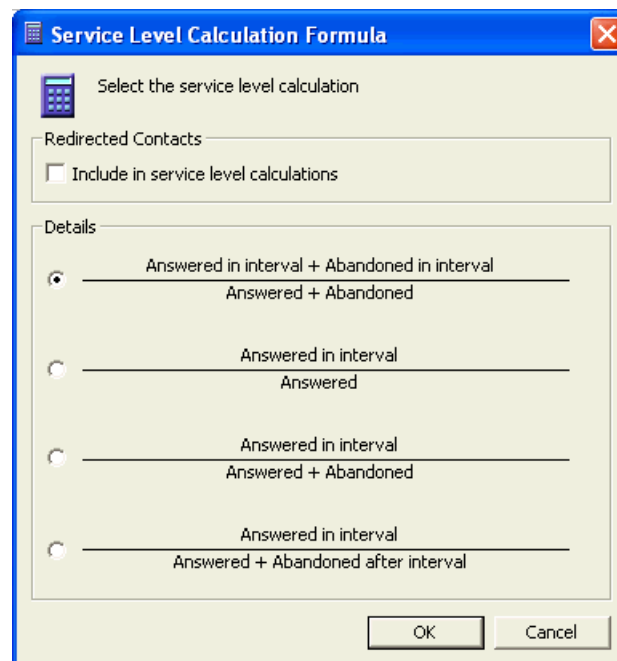 Service Level Calculation Formula
Select the service level calculation
Redirected Contacts
Include in service level calculations
Details
Answered in interval + Abandoned in interval
Answered + Abandoned
Answered in interval
Answered
Answered in interval
Answered + Abandoned
Answered in interval
Answered + Abandoned after interval
OK Cancel